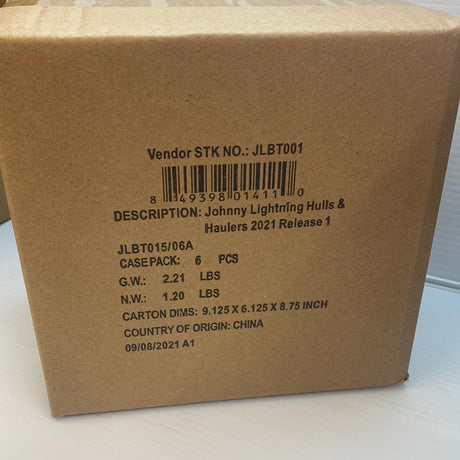 Vendor STK NO.: JLBT001
8 49398 01411 0
DESCRIPTION: Johnny Lightning Hulls &
Haulers 2021 Release 1
JLBT015/06A
CASE PACK: 6 PCS
G.W.: 2.21 LBS
N.W.: 1.20 LBS
CARTON DIMS: 9.125 X 6.125 X 8.75 INCH
COUNTRY OF ORIGIN: CHINA
09/08/2021 A1